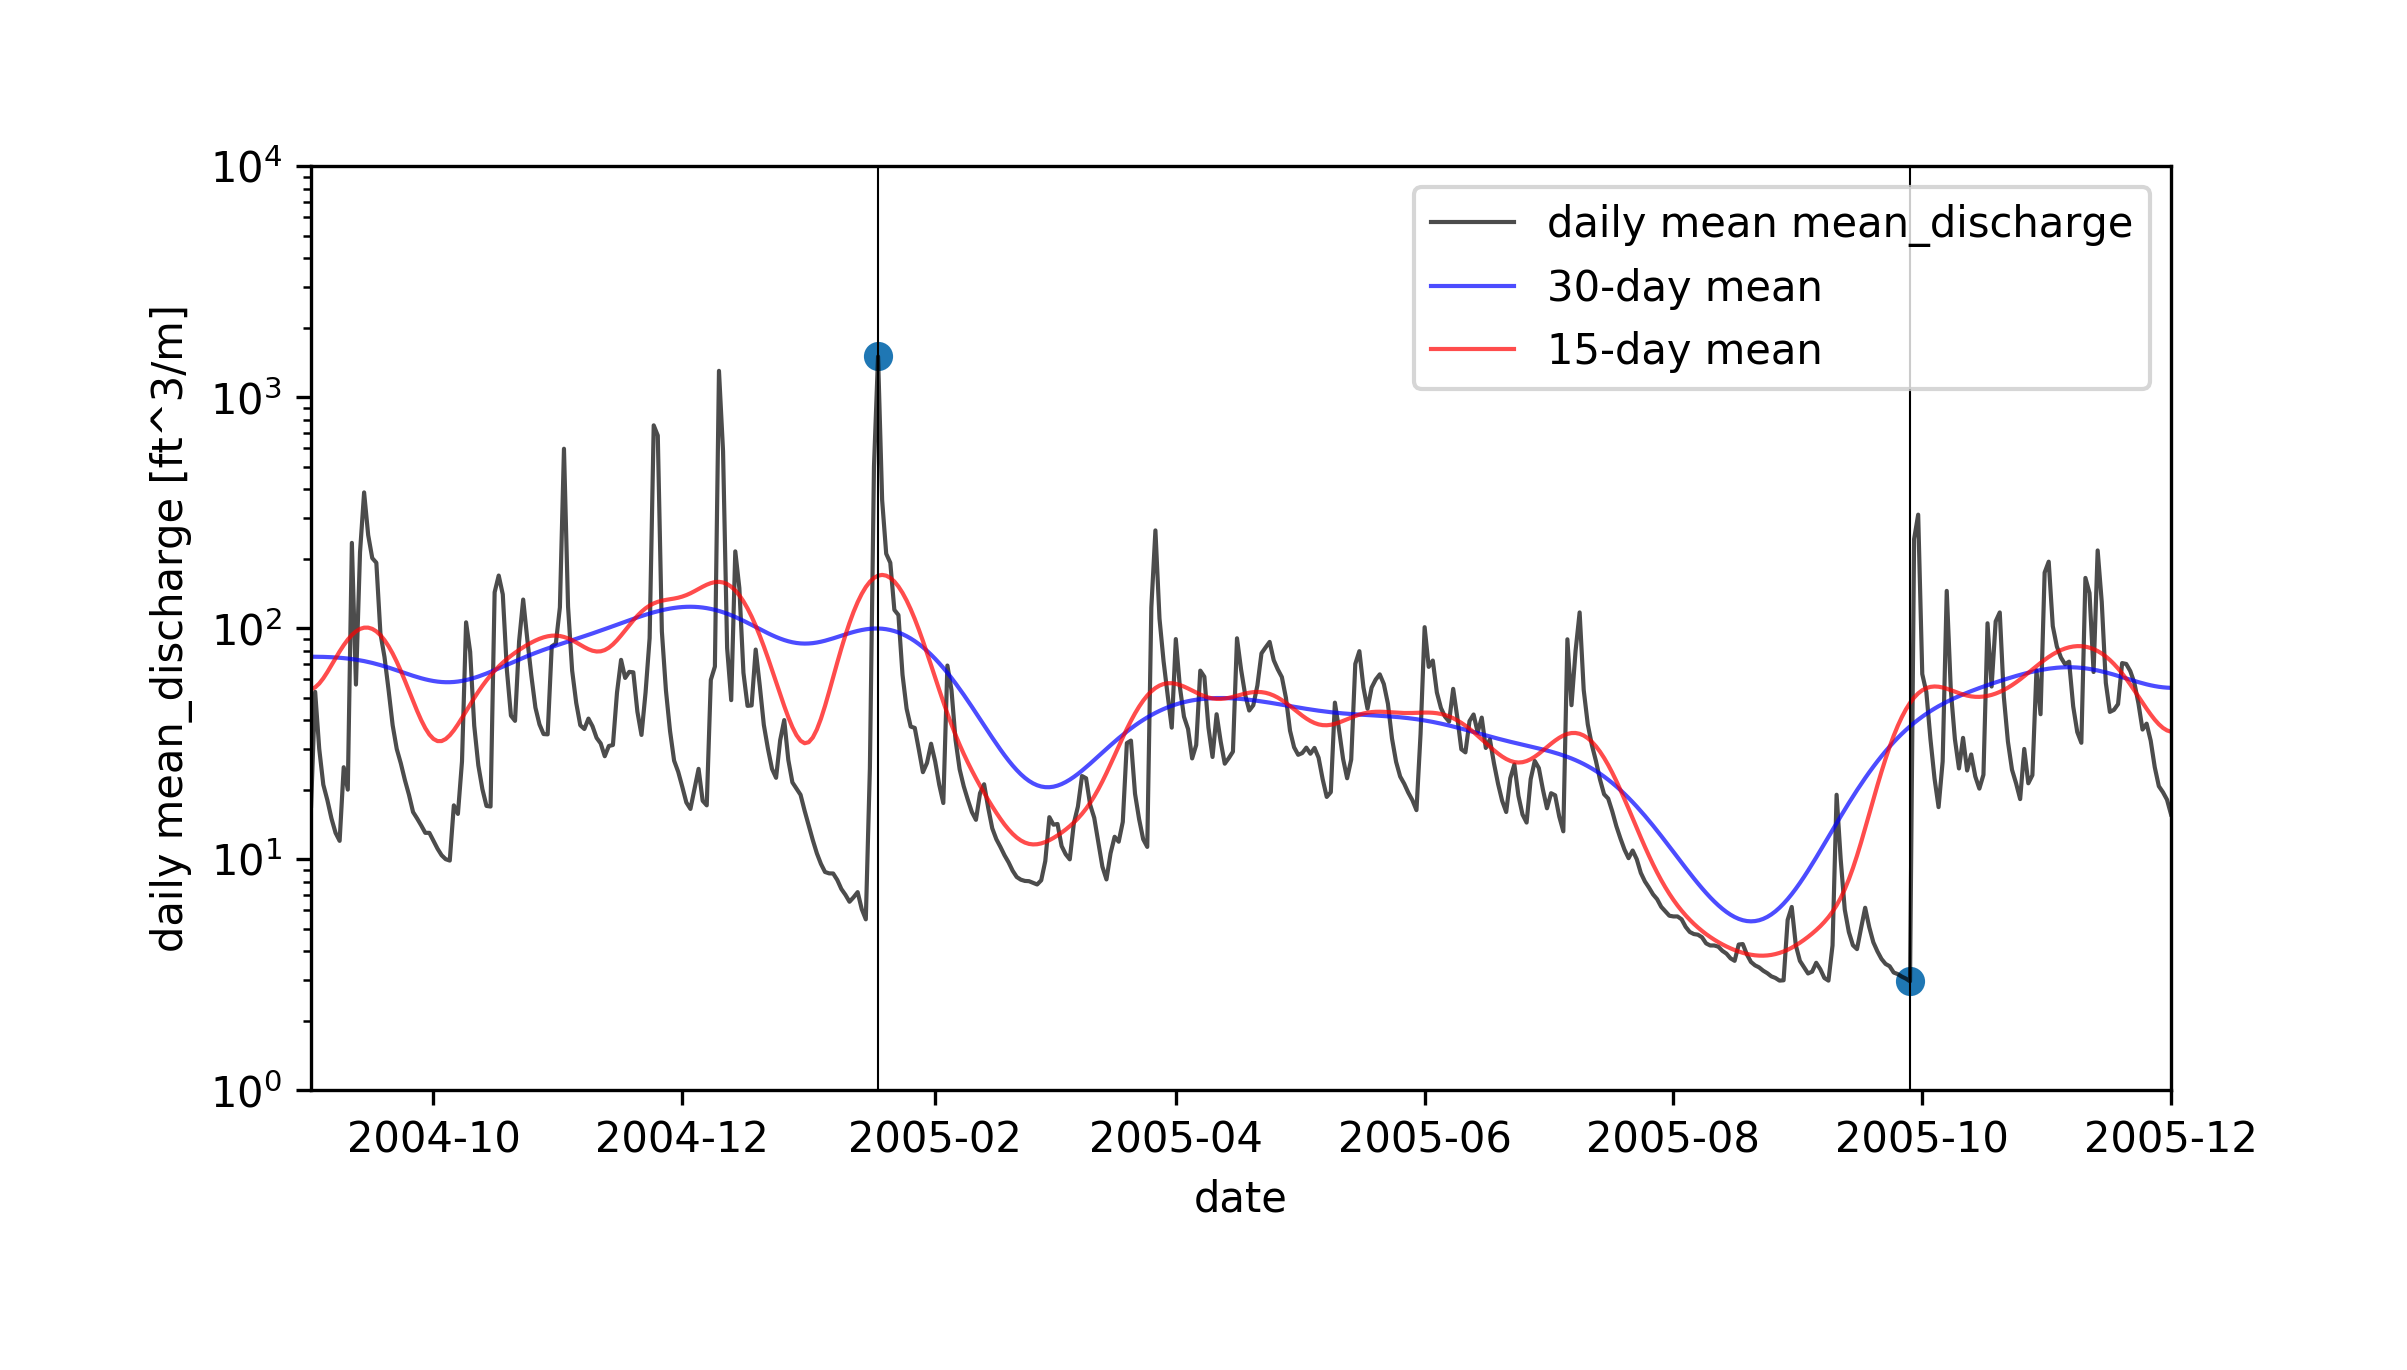 10^4
10^3
10^2
10^1
10^0
daily mean_discharge [ft^3/m]
daily mean mean_discharge
30-day mean
15-day mean
2004-10 2004-12 2005-02 2005-04 2005-06 2005-08 2005-10 2005-12
date